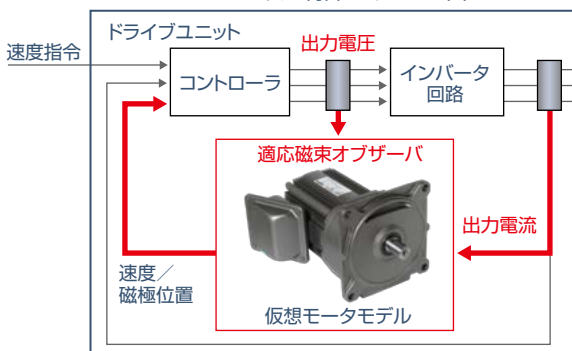 ドライブユニット
速度指令
出力電圧
コントローラ
インバータ
回路
適応磁束オブザーバ
出力電流
速度／
磁極位置
仮想モータモデル